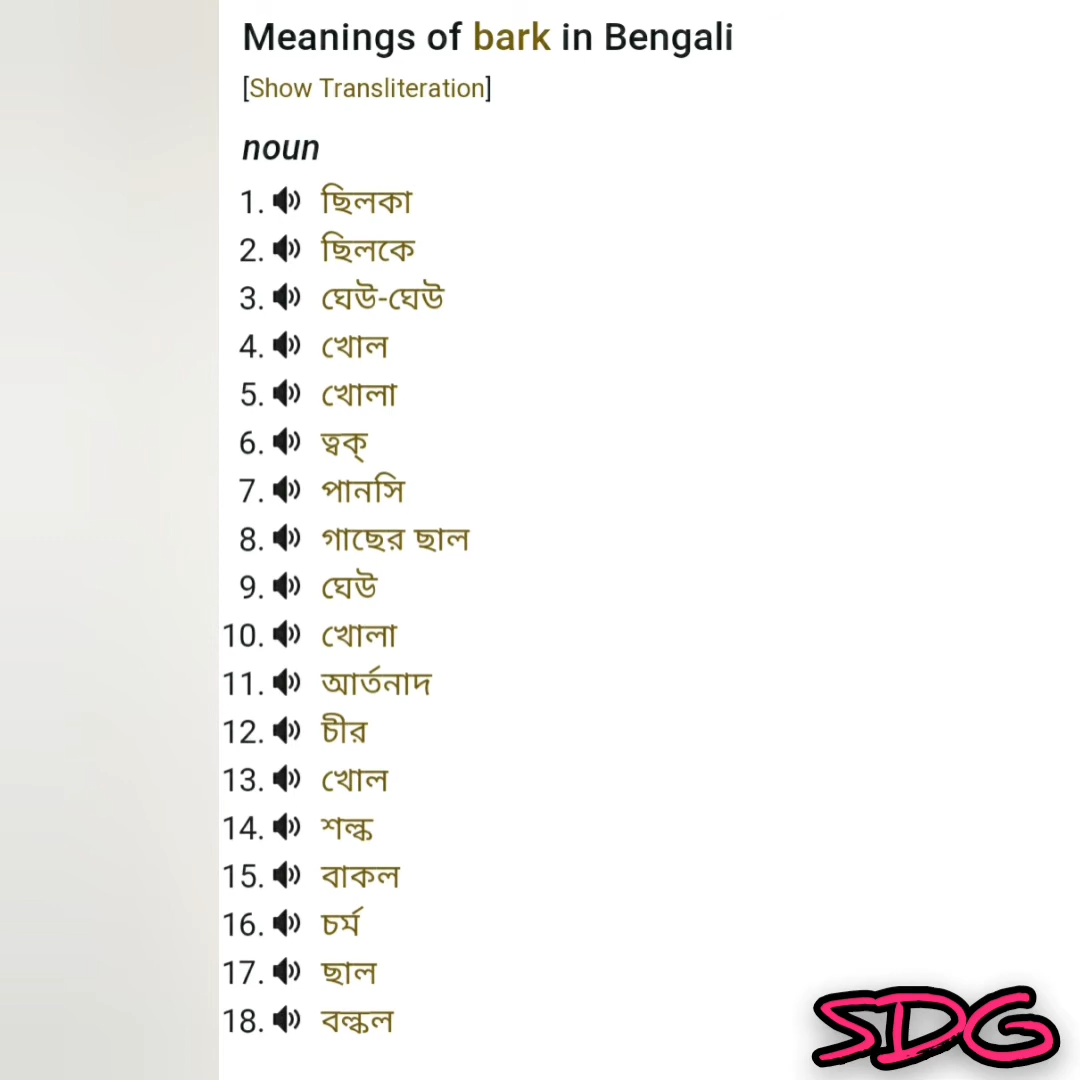 Meanings of bark in Bengali
[Show Transliteration]
noun
1. ছিলকা
2. ছিলকে
3. ঘেউ-ঘেউ
4. খোল
5. খোলা
6. ত্বক্
7. পানসি
8. গাছের ছাল
9. ঘেউ
10. খোলা
11. আর্তনাদ
12. চীর
13. খোল
14. শল্ক
15. বাকল
16. চর্ম
17. ছাল
18. বল্কল
SDG